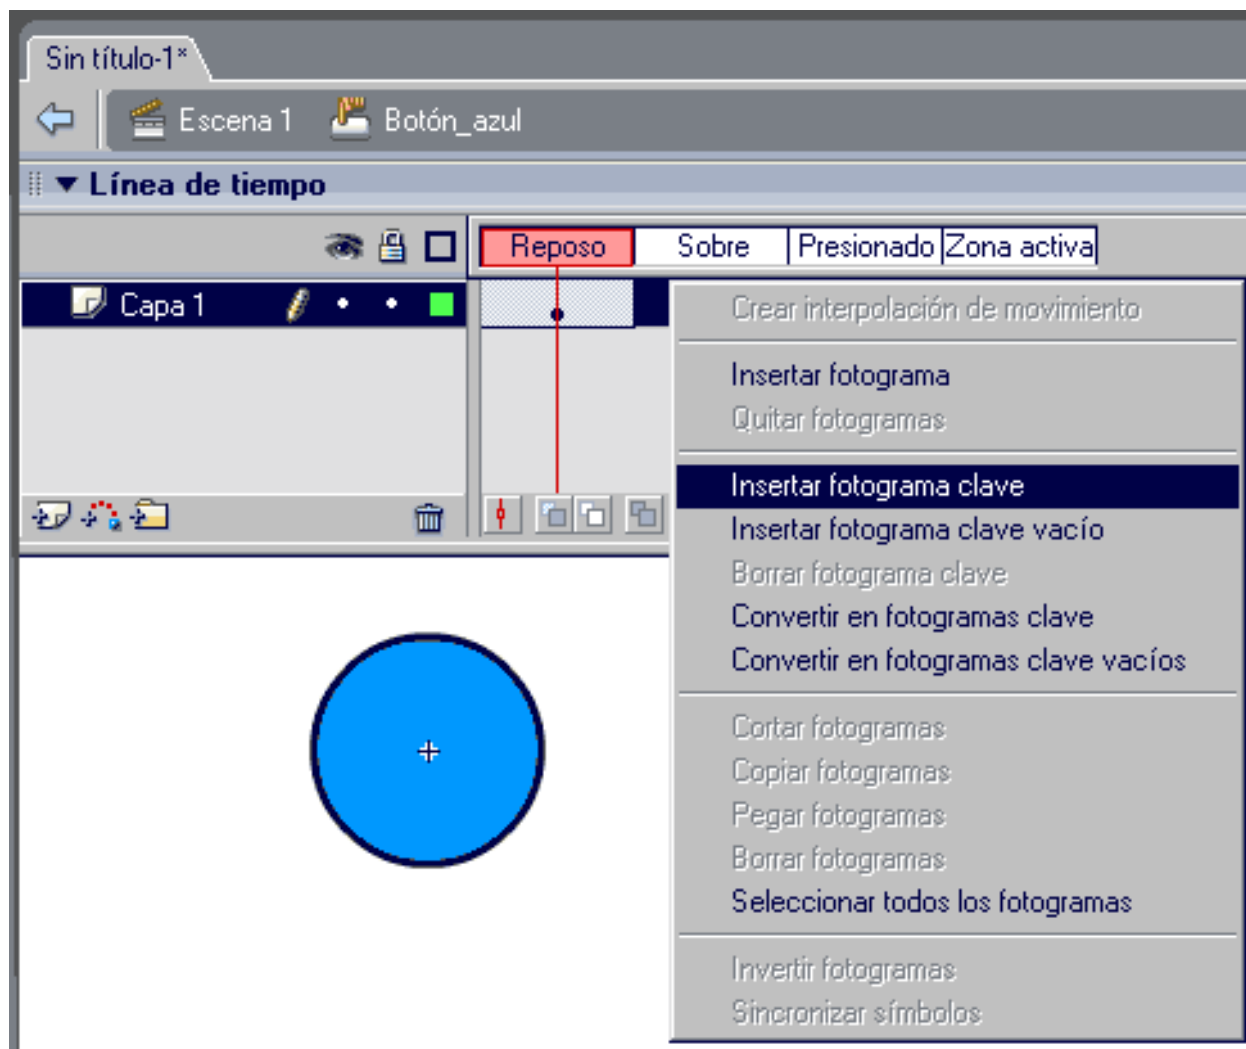 Sin título-1*
Escena 1 Botón_azul
Línea de tiempo
Reposo Sobre Presionado Zona activa
Capa 1
Crear interpolación de movimiento
Insertar fotograma
Quitar fotogramas
Insertar fotograma clave
Insertar fotograma clave vacío
Borrar fotograma clave
Convertir en fotogramas clave
Convertir en fotogramas clave vacíos
Cortar fotogramas
Copiar fotogramas
Pegar fotogramas
Borrar fotogramas
Seleccionar todos los fotogramas
Invertir fotogramas
Sincronizar símbolos